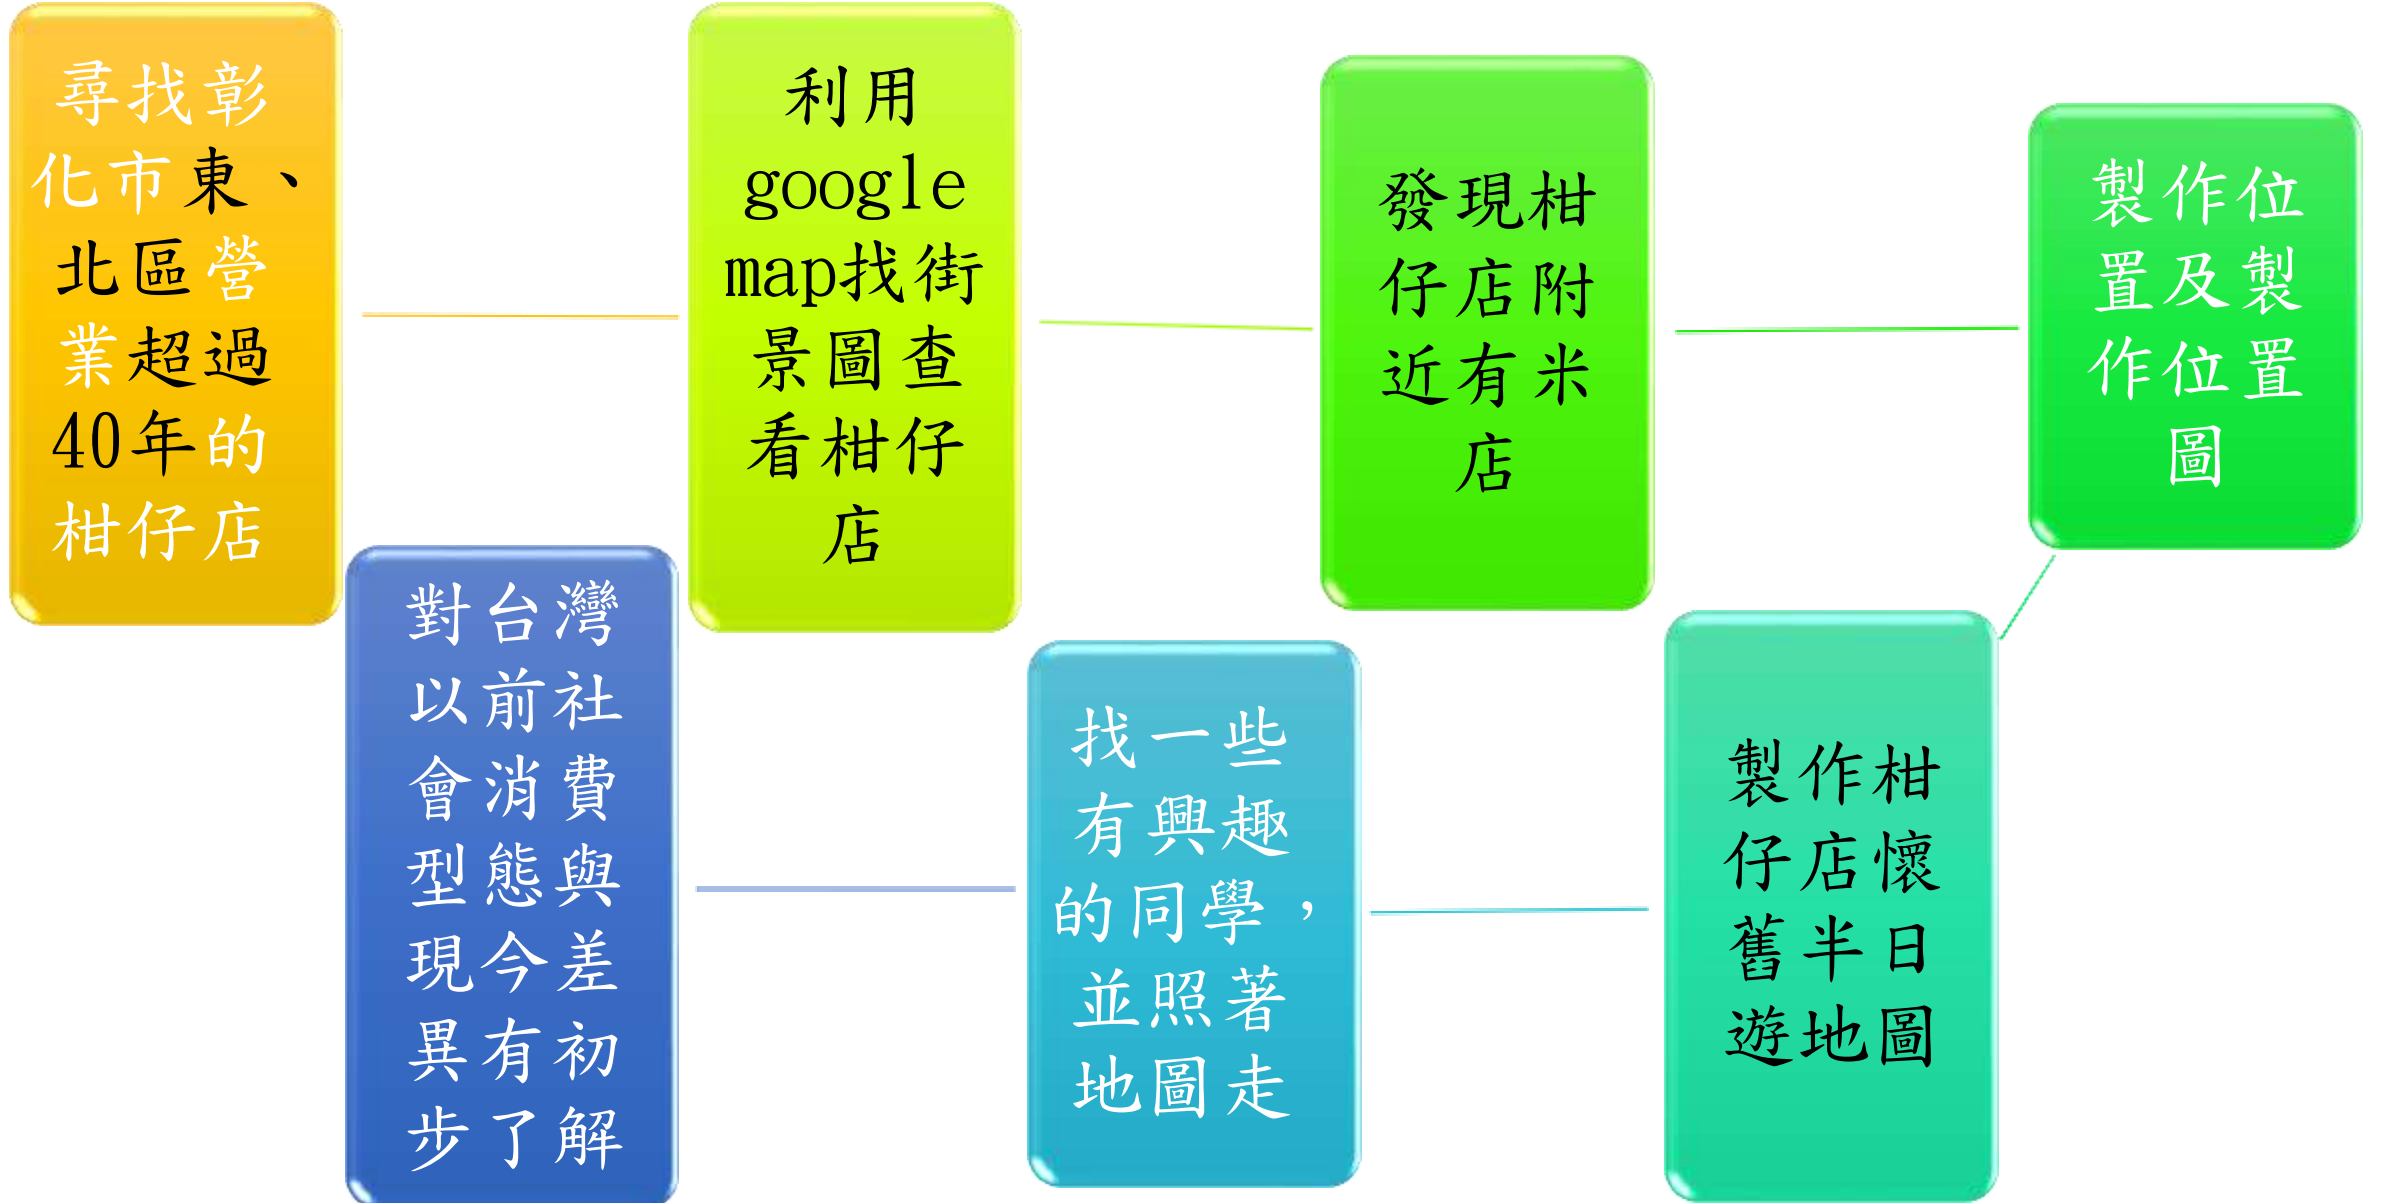 尋找彰
化市東、
北區營
業超過
40年的
柑仔店
利用
google
map找街
景圖查
看柑仔
店
發現柑
仔店附
近有米
店
製作位
置及製
作位置
圖
製作柑
仔店懷
舊半日
遊地圖
找一些
有興趣
的同學，
並照著
地圖走
對台灣
以前社
會消費
型態與
現今差
異有初
步了解